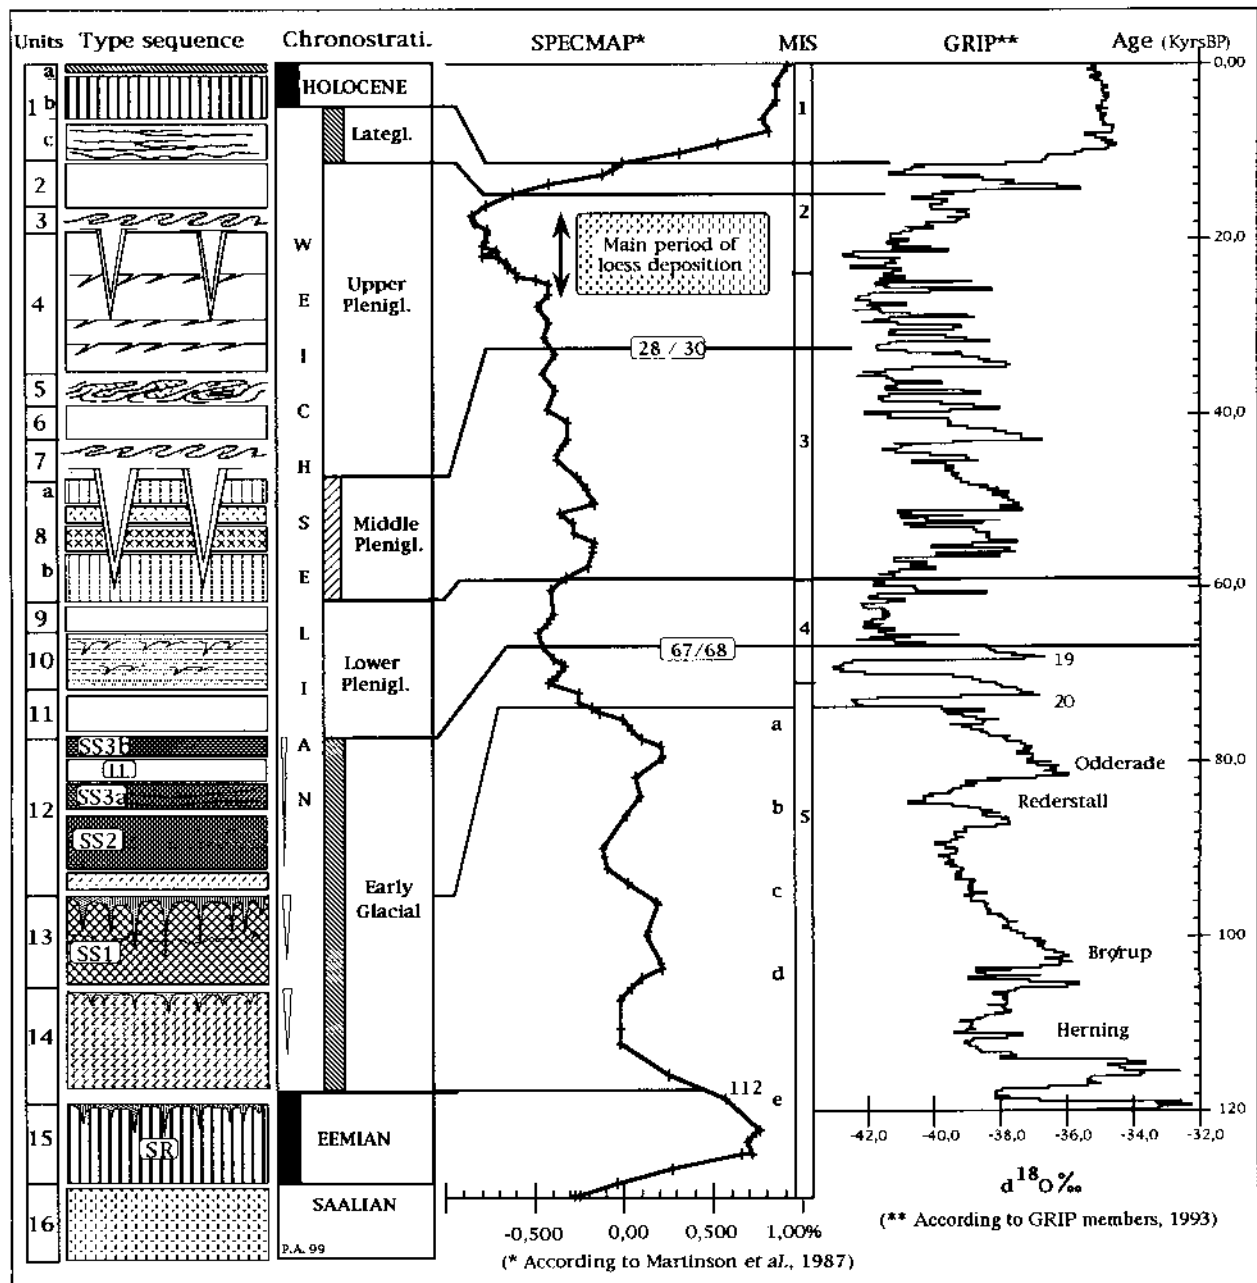 Units Type sequence Chronostrati. SPECMAP* MIS GRIP** Age (KyrsBP)
a
1 b
c
2
3
4
5
6
7
a
8
b
9
10
11
12
13
14
15
16
SS3b
LL
SS3a
SS2
SS1
SR
HOLOCENE
Lategl.
Upper
Plenigl.
Middle
Plenigl.
Lower
Plenigl.
Early
Glacial
W
E
I
C
H
S
E
L
I
A
N
EEMIAN
SAALIAN
P.A. 99
Main period of
loess deposition
28 / 30
67/68
112
1
2
3
4
5
a
b
c
d
e
19
20
Odderade
Rederstall
Brørup
Herning
0,00
20,0
40,0
60,0
80,0
100
120
-0,500 0,00 0,500 1,00%
(* According to Martinson et al., 1987)
-42,0 -40,0 -38,0 -36,0 -34,0 -32,0
d18O‰
(** According to GRIP members, 1993)